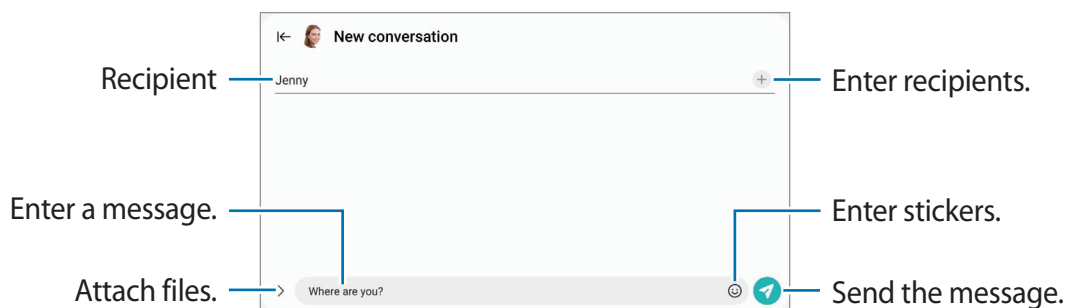 New conversation
Recipient
Jenny
Enter recipients.
Enter a message.
Enter stickers.
Attach files.
Where are you?
Send the message.